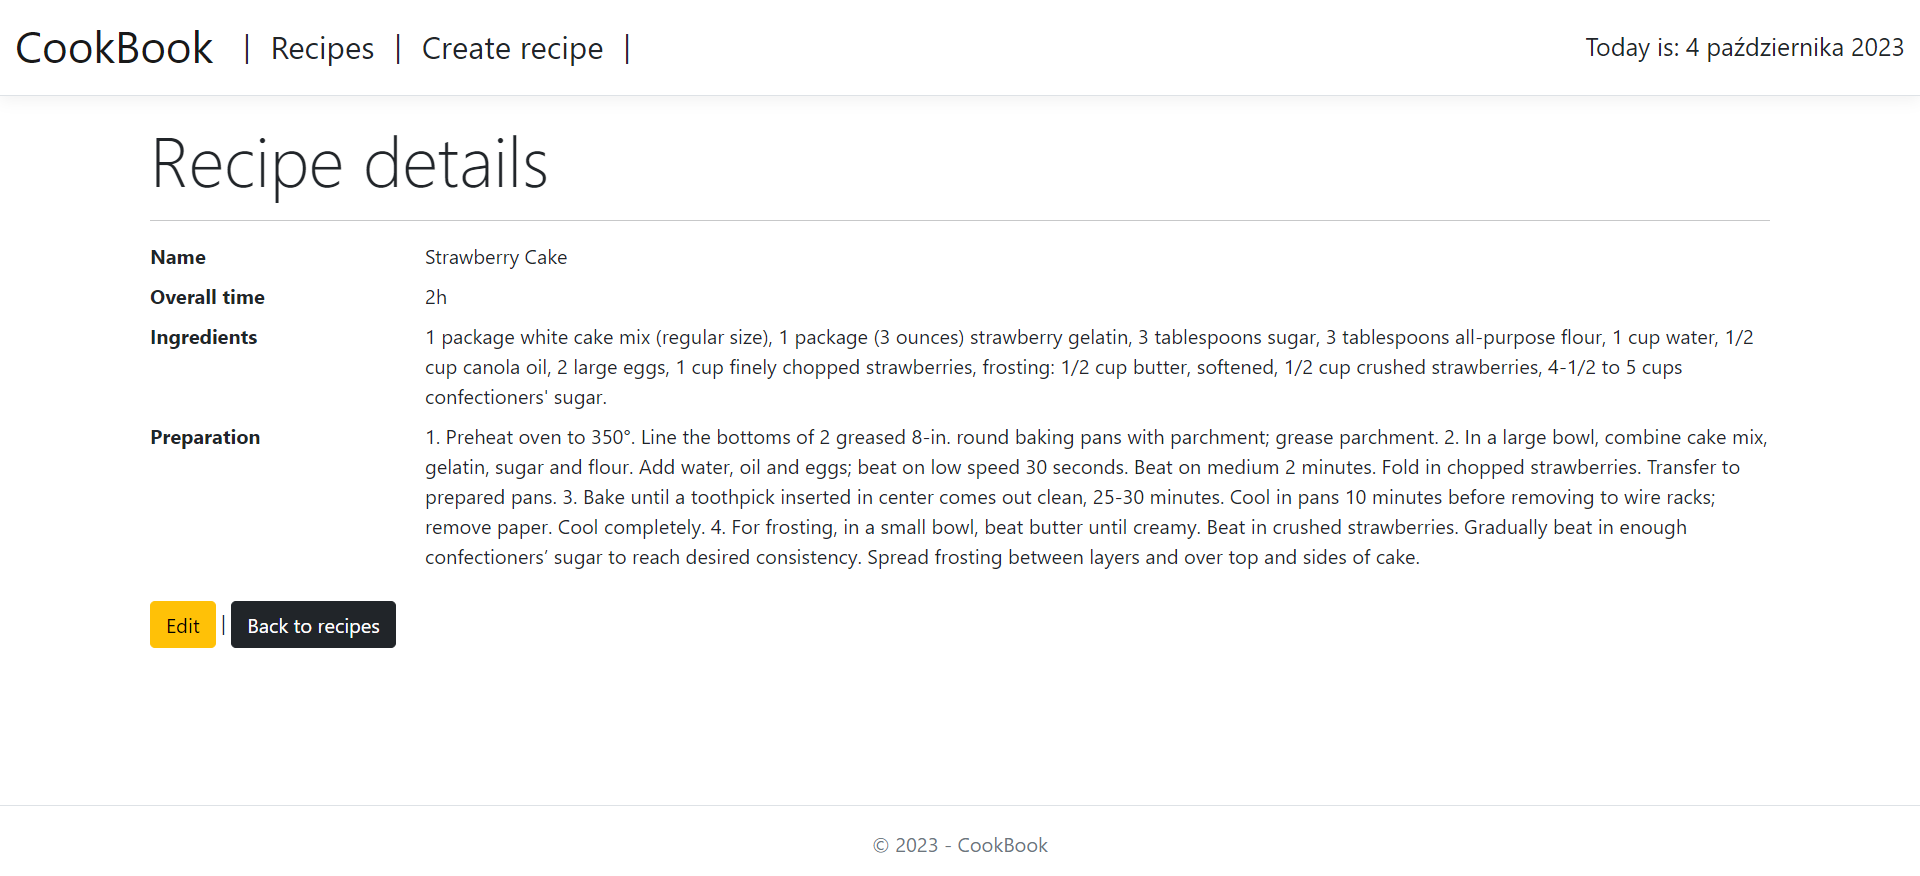 CookBook | Recipes | Create recipe | Today is: 4 października 2023
Recipe details
Name Strawberry Cake
Overall time 2h
Ingredients 1 package white cake mix (regular size), 1 package (3 ounces) strawberry gelatin, 3 tablespoons sugar, 3 tablespoons all-purpose flour, 1 cup water, 1/2
cup canola oil, 2 large eggs, 1 cup finely chopped strawberries, frosting: 1/2 cup butter, softened, 1/2 cup crushed strawberries, 4-1/2 to 5 cups
confectioners' sugar.
Preparation 1. Preheat oven to 350°. Line the bottoms of 2 greased 8-in. round baking pans with parchment; grease parchment. 2. In a large bowl, combine cake mix,
gelatin, sugar and flour. Add water, oil and eggs; beat on low speed 30 seconds. Beat on medium 2 minutes. Fold in chopped strawberries. Transfer to
prepared pans. 3. Bake until a toothpick inserted in center comes out clean, 25-30 minutes. Cool in pans 10 minutes before removing to wire racks;
remove paper. Cool completely. 4. For frosting, in a small bowl, beat butter until creamy. Beat in crushed strawberries. Gradually beat in enough
confectioners’ sugar to reach desired consistency. Spread frosting between layers and over top and sides of cake.
Edit | Back to recipes
© 2023 - CookBook